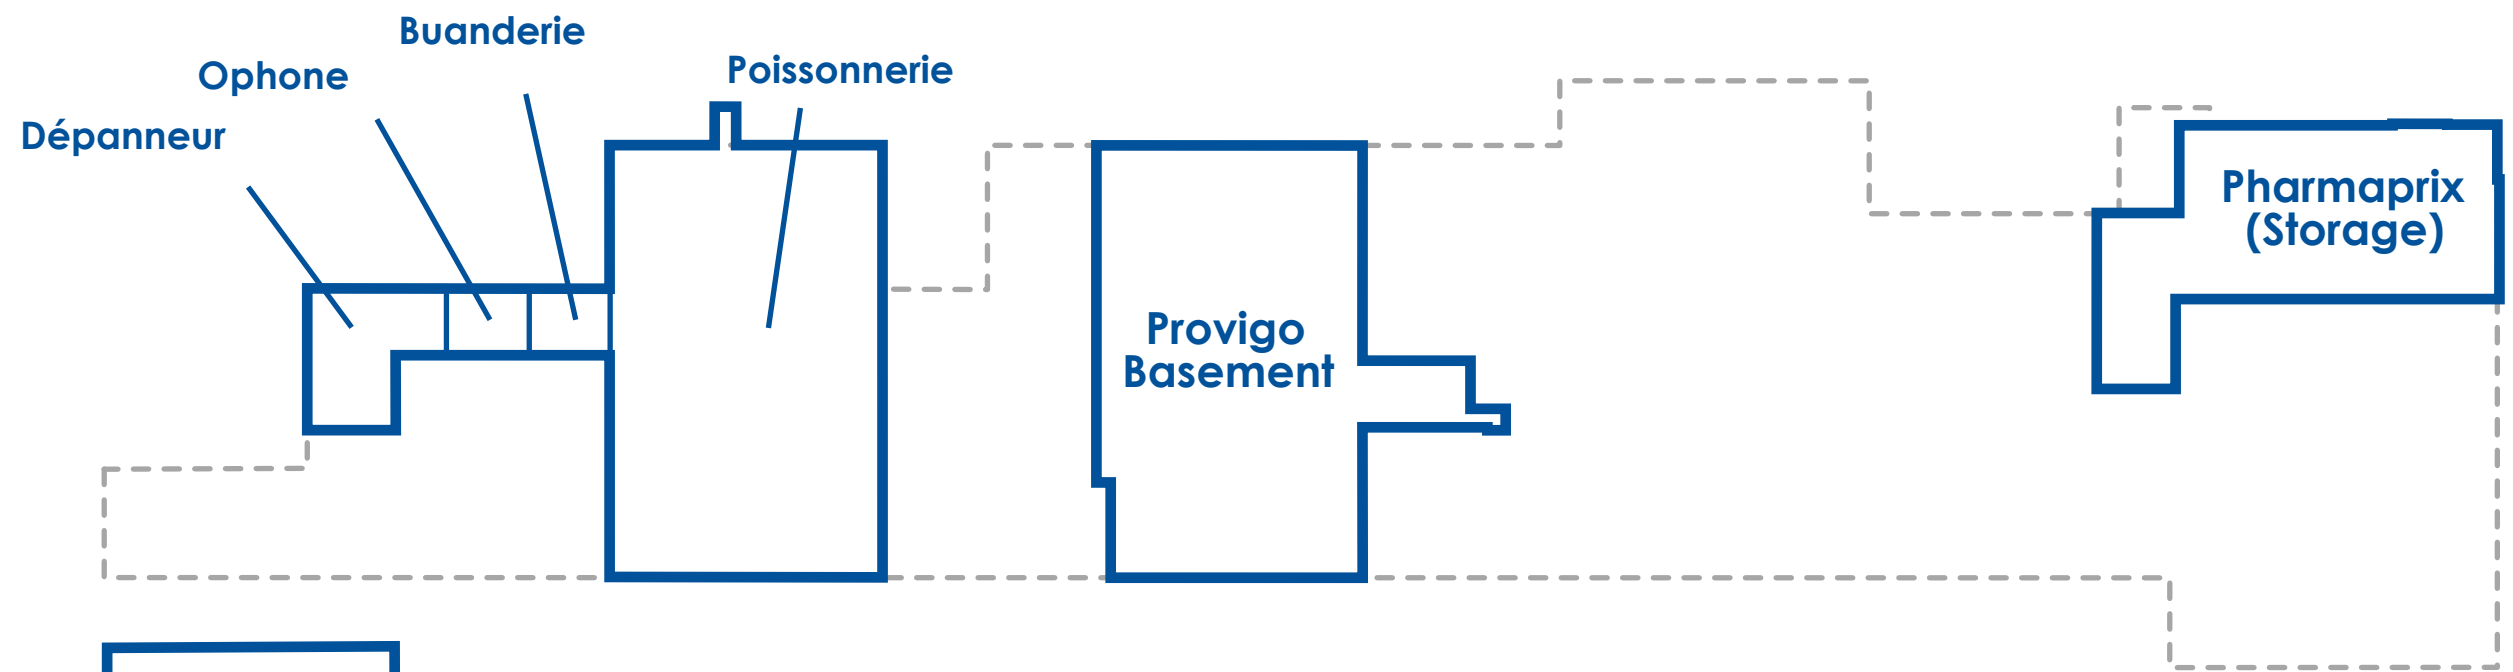 Buanderie
Ophone
Poissonnerie
Dépanneur
Pharmaprix
(Storage)
Provigo
Basement